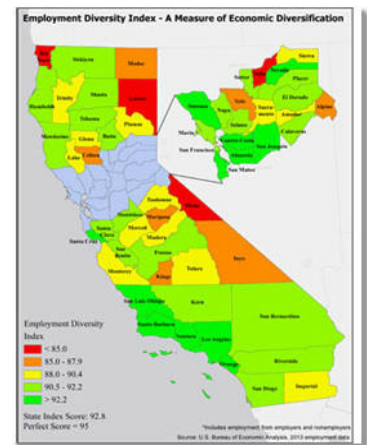 Employment Diversity Index - A Measure of Economic Diversification
Siskiyou
Modoc
Humboldt
Trinity
Shasta
Lassen
Tehama
Plumas
Mendocino
Glenn
Butte
Lake
Colusa
Sierra
Nevada
Sutter
Yuba
Placer
Sonoma
Napa
Yolo
El Dorado
Alpine
Sacra-
mento
Amador
Solano
Marin
Calaveras
Contra Costa
San Francisco
San Joaquin
Alameda
San Mateo
Tuolumne
Mono
Stanislaus
Mariposa
Santa
Clara
Merced
Madera
Santa Cruz
San
Benito
Fresno
Inyo
Monterey
Kings
Tulare
San Luis Obispo
Kern
San Bernardino
Santa Barbara
Ventura
Los Angeles
Orange
Riverside
San Diego
Imperial
Employment Diversity
Index
< 85.0
85.0 - 87.9
88.0 - 90.4
90.5 - 92.2
> 92.2
State Index Score: 92.8
Perfect Score = 95
*Includes employment from employers and nonemployers
Source: U.S. Bureau of Economic Analysis, 2013 employment data